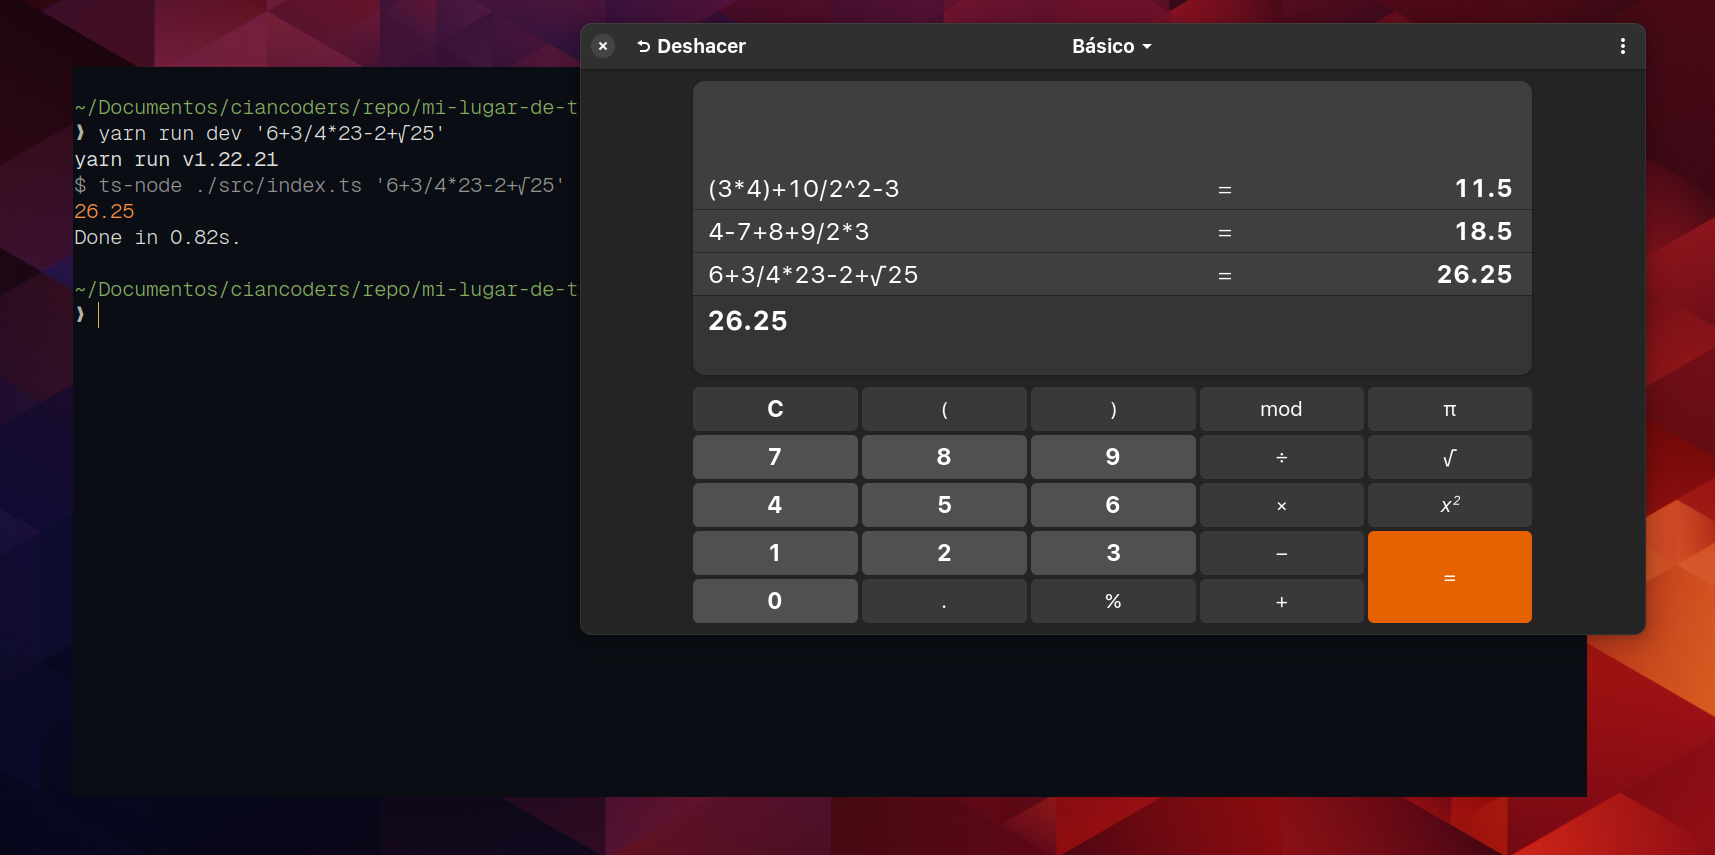 ~/Documentos/ciancoders/repo/mi-lugar-de-t
❱ yarn run dev '6+3/4*23-2+√25'
yarn run v1.22.21
$ ts-node ./src/index.ts '6+3/4*23-2+√25'
26.25
Done in 0.82s.
~/Documentos/ciancoders/repo/mi-lugar-de-t
❱
Deshacer
Básico
(3*4)+10/2^2-3 = 11.5
4-7+8+9/2*3 = 18.5
6+3/4*23-2+√25 = 26.25
26.25
C ( ) mod π
7 8 9 ÷ √
4 5 6 × x²
1 2 3 − =
0 . % +